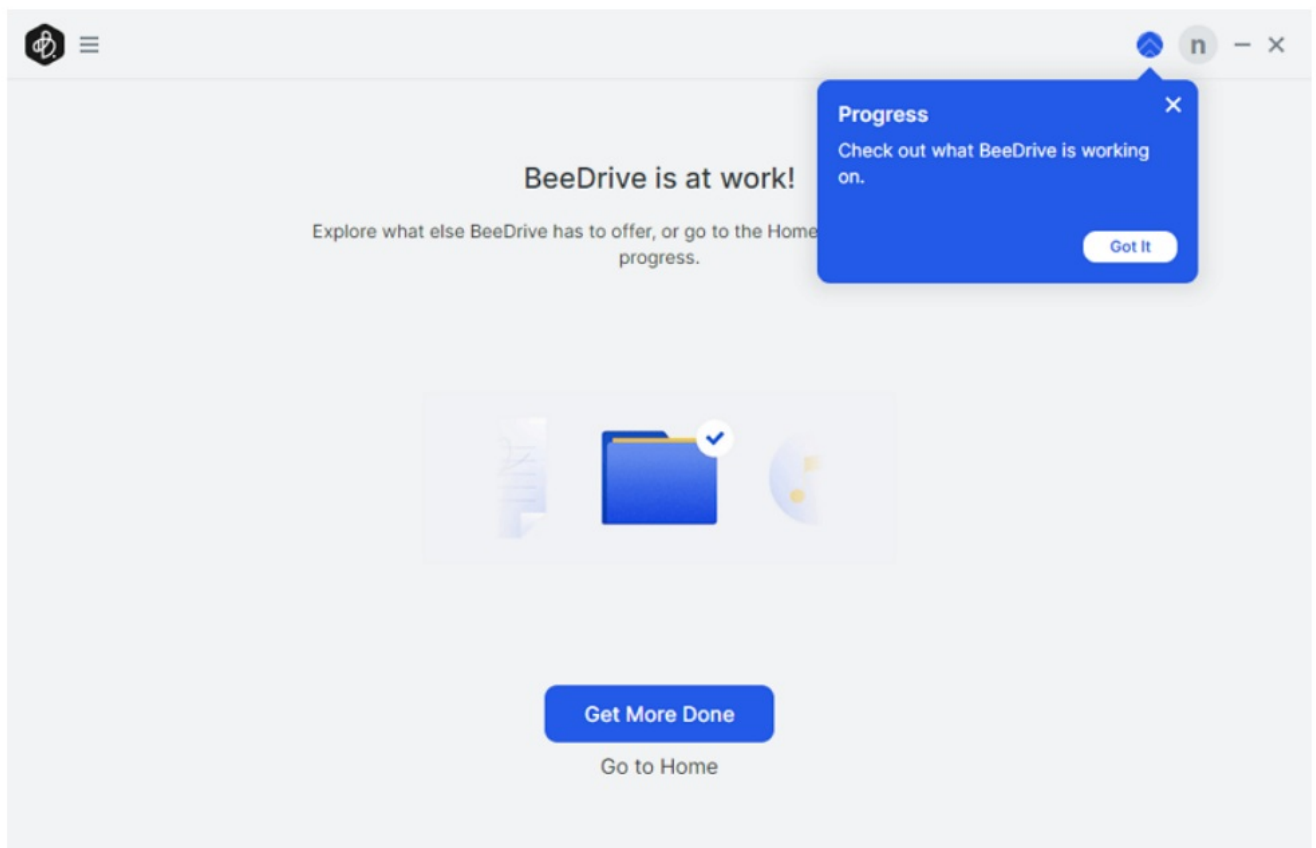 n
Progress
Check out what BeeDrive is working
on.
Got It
BeeDrive is at work!
Explore what else BeeDrive has to offer, or go to the Home
progress.
Get More Done
Go to Home